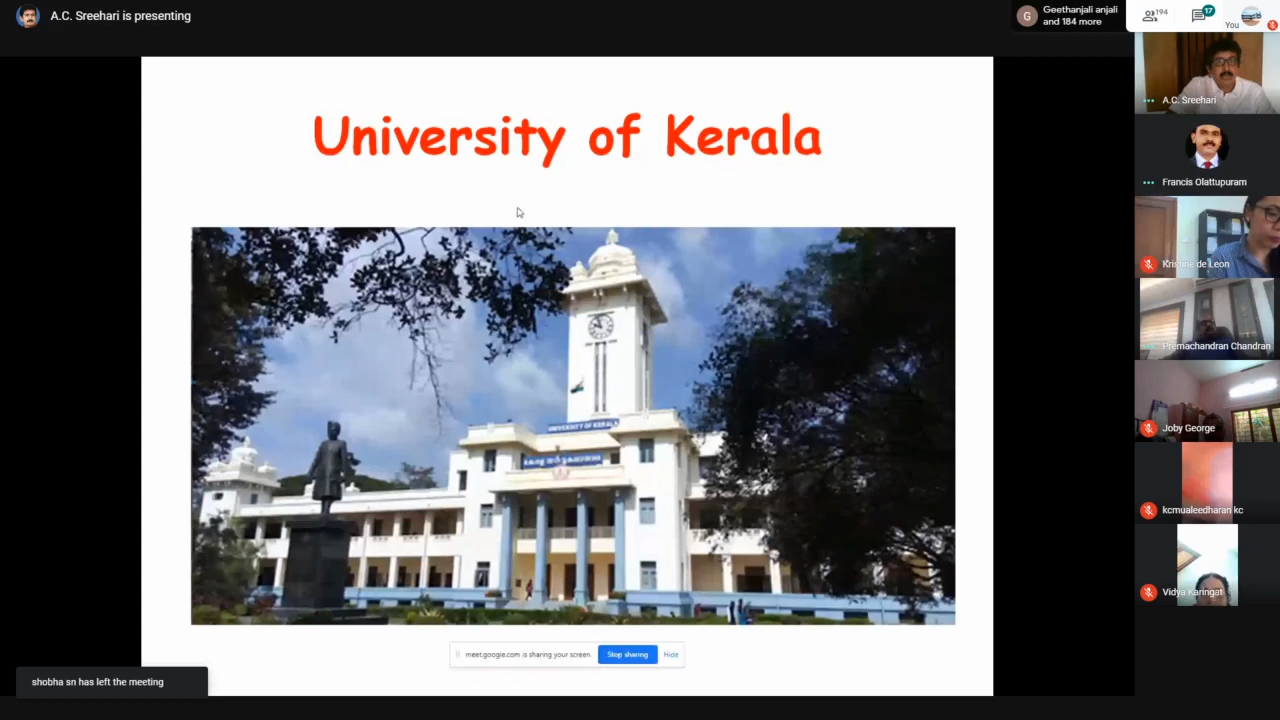 A.C. Sreehari is presenting
Geethanjali anjali
and 184 more
194
17
You
University of Kerala
UNIVERSITY OF KERALA
meet.google.com is sharing your screen.
Stop sharing
Hide
A.C. Sreehari
Francis Olattupuram
Kristine de Leon
Premachandran Chandran
Joby George
kcmualeedharan kc
Vidya Karingat
shobha sn has left the meeting